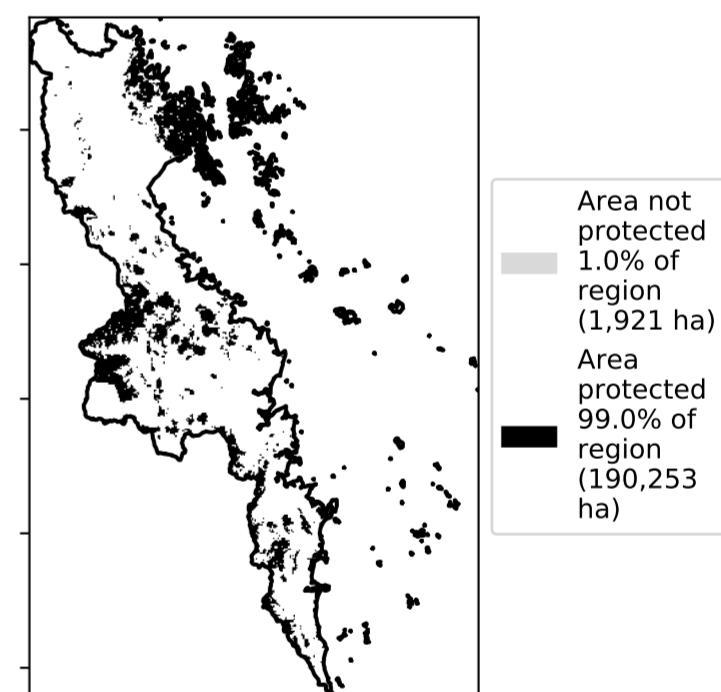 Area not
protected
1.0% of
region
(1,921 ha)
Area
protected
99.0% of
region
(190,253
ha)